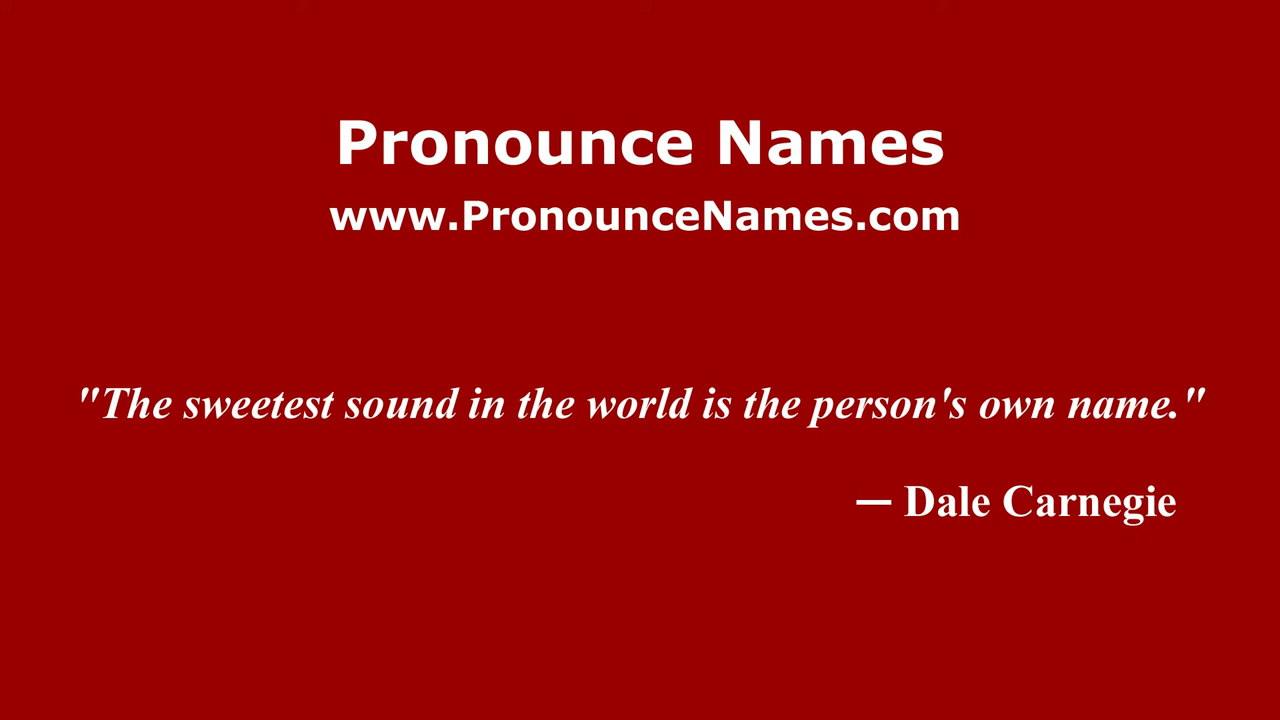 Pronounce Names
www.PronounceNames.com
"The sweetest sound in the world is the person's own name."
— Dale Carnegie